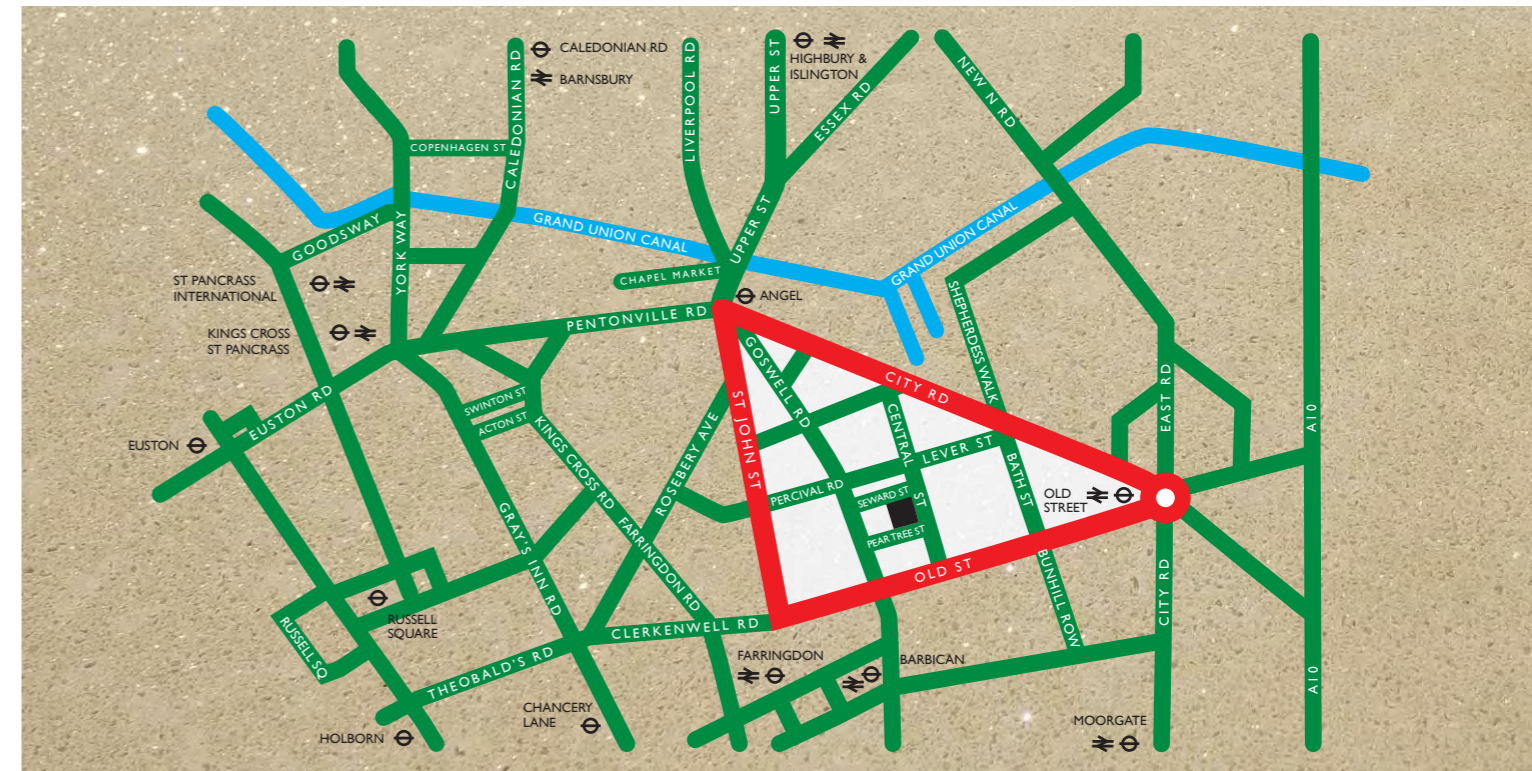 CALEDONIAN RD
BARNSBURY
CALEDONIAN RD
LIVERPOOL RD
UPPER ST
HIGHBURY &
ISLINGTON
ESSEX RD
NEW N RD
COPENHAGEN ST
GOODSWAY
YORK WAY
GRAND UNION CANAL
UPPER ST
CHAPEL MARKET
GRAND UNION CANAL
ST PANCRASS
INTERNATIONAL
KINGS CROSS
ST PANCRASS
ANGEL
PENTONVILLE RD
SHEPHERDESS WALK
GOSWELL RD
CITY RD
EAST RD
A10
EUSTON RD
EUSTON
SWINTON ST
ACTON ST
KINGS CROSS RD
ROSEBERY AVE
ST JOHN ST
CENTRAL
ST
LEVER ST
BATH ST
PERCIVAL RD
SEWARD ST
PEAR TREE ST
OLD
STREET
GRAY'S INN RD
FARRINGDON RD
OLD ST
BUNHILL ROW
CITY RD
RUSSELL
SQUARE
RUSSELL SQ
CLERKENWELL RD
THEOBALD'S RD
FARRINGDON
BARBICAN
A10
CHANCERY
LANE
HOLBORN
MOORGATE